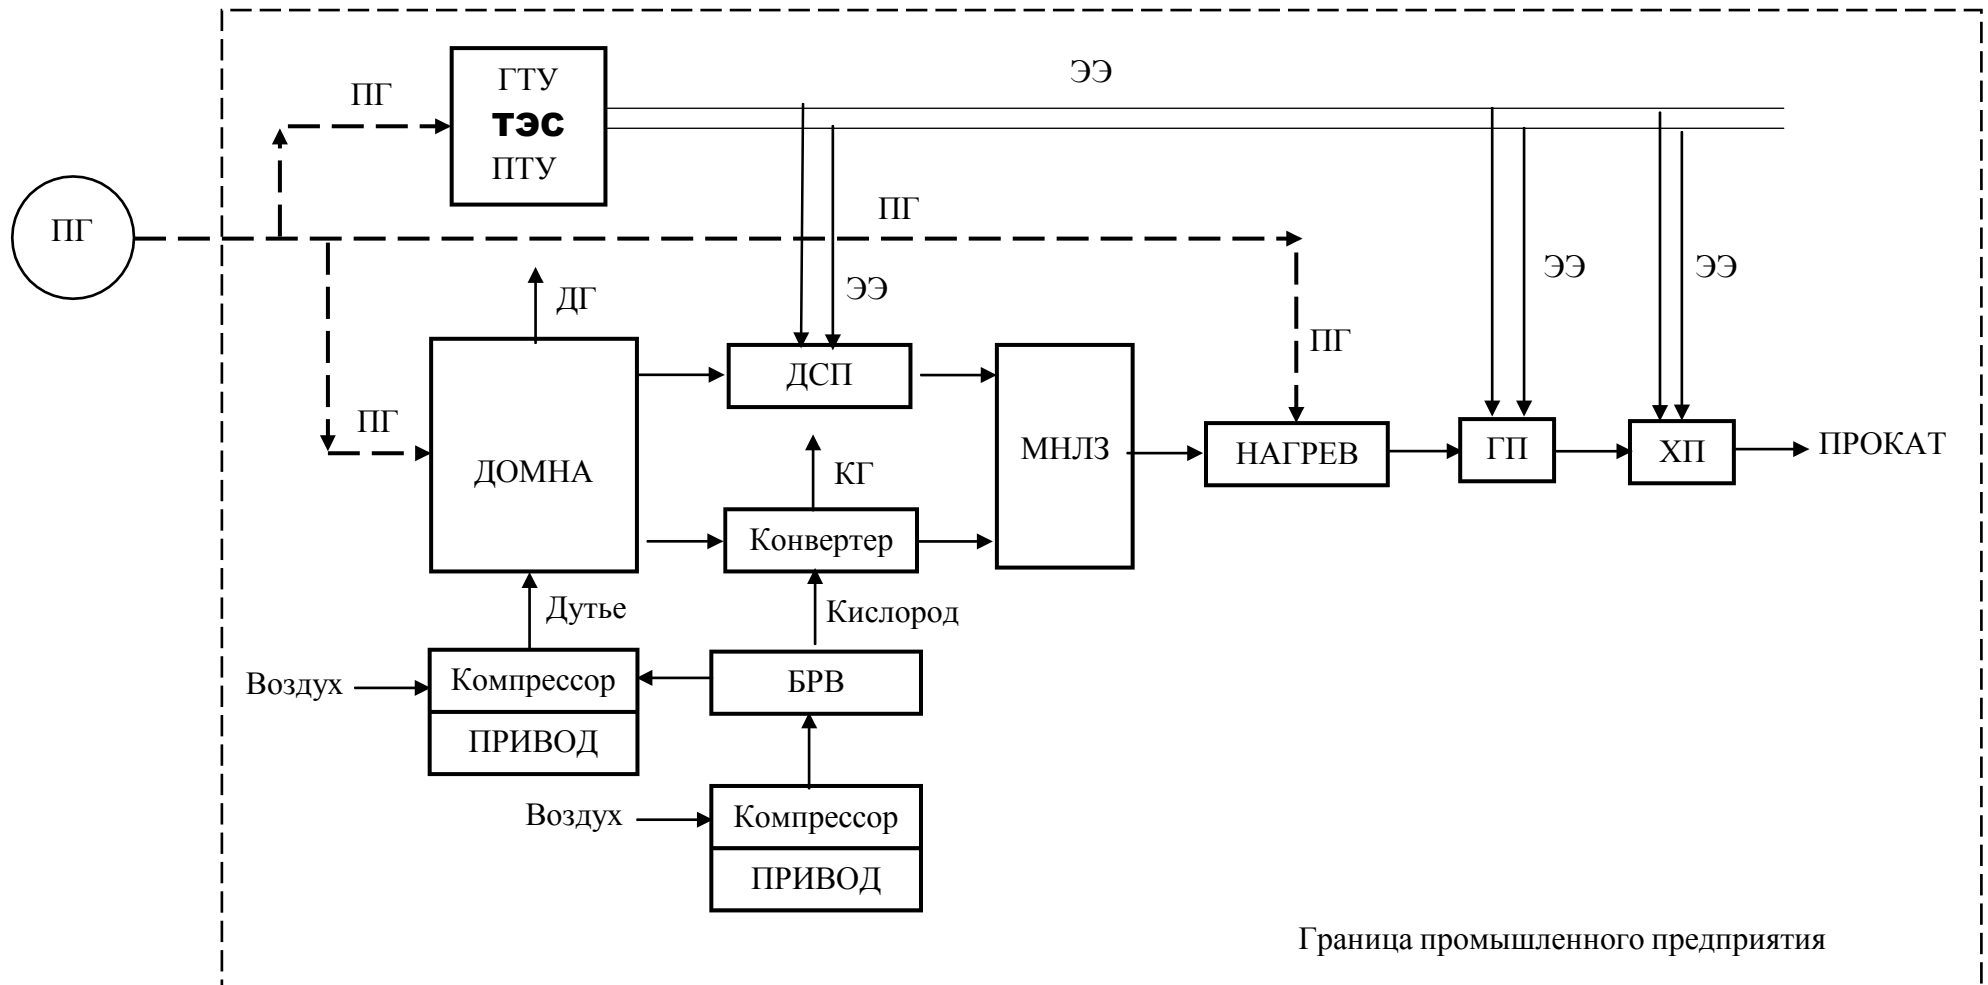 ЭЭ
ГТУ
ТЭС
ПТУ
ПГ
ПГ
ПГ
ДГ
ЭЭ
ЭЭ
ЭЭ
ПГ
ДСП
ПГ
ДОМНА
КГ
МНЛЗ
НАГРЕВ
ГП
ХП
ПРОКАТ
Конвертер
Дутье
Кислород
Воздух
Компрессор
БРВ
ПРИВОД
Воздух
Компрессор
ПРИВОД
Граница промышленного предприятия